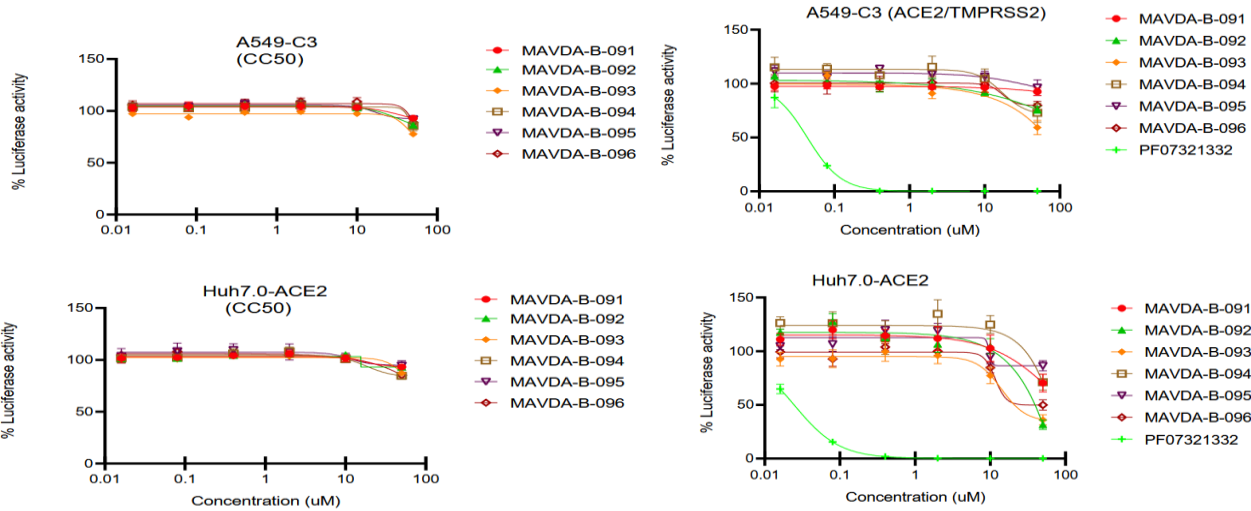 A549-C3
(CC50)
% Luciferase activity
150
100
50
0
0.01
0.1
1
10
100
MAVDA-B-091
MAVDA-B-092
MAVDA-B-093
MAVDA-B-094
MAVDA-B-095
MAVDA-B-096
A549-C3 (ACE2/TMPRSS2)
% Luciferase activity
150
100
50
0
0.01
0.1
1
10
100
Concentration (uM)
MAVDA-B-091
MAVDA-B-092
MAVDA-B-093
MAVDA-B-094
MAVDA-B-095
MAVDA-B-096
PF07321332
Huh7.0-ACE2
(CC50)
% Luciferase activity
150
100
50
0
0.01
0.1
1
10
100
Concentration (uM)
MAVDA-B-091
MAVDA-B-092
MAVDA-B-093
MAVDA-B-094
MAVDA-B-095
MAVDA-B-096
Huh7.0-ACE2
% Luciferase activity
150
100
50
0
0.01
0.1
1
10
100
Concentration (uM)
MAVDA-B-091
MAVDA-B-092
MAVDA-B-093
MAVDA-B-094
MAVDA-B-095
MAVDA-B-096
PF07321332